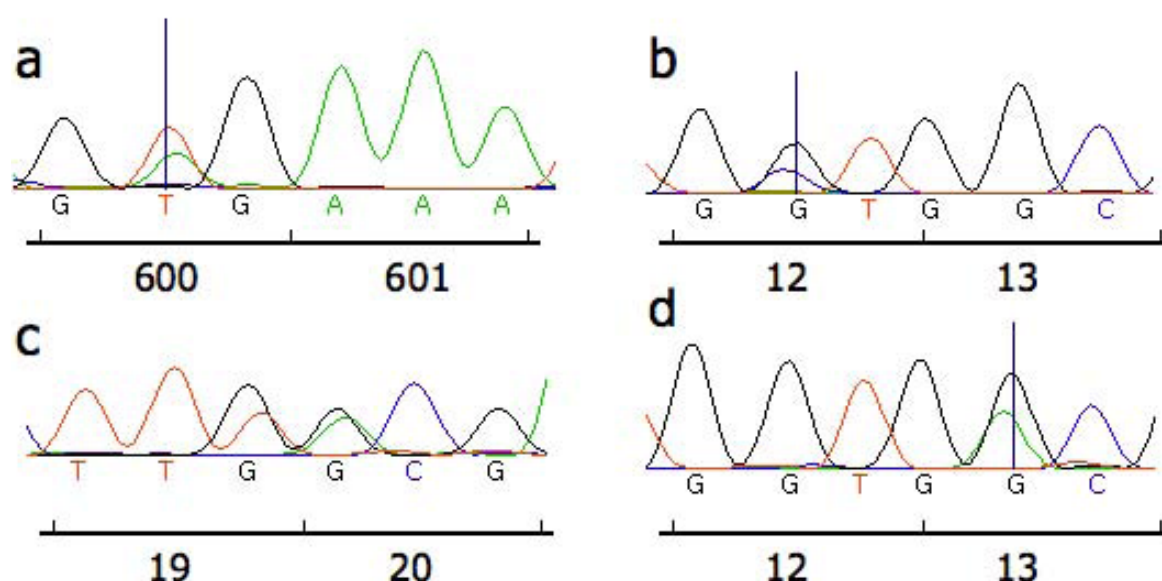 a
G T G A A A
600 601
b
G G T G G C
12 13
c
T T G G C G
19 20
d
G G T G G C
12 13